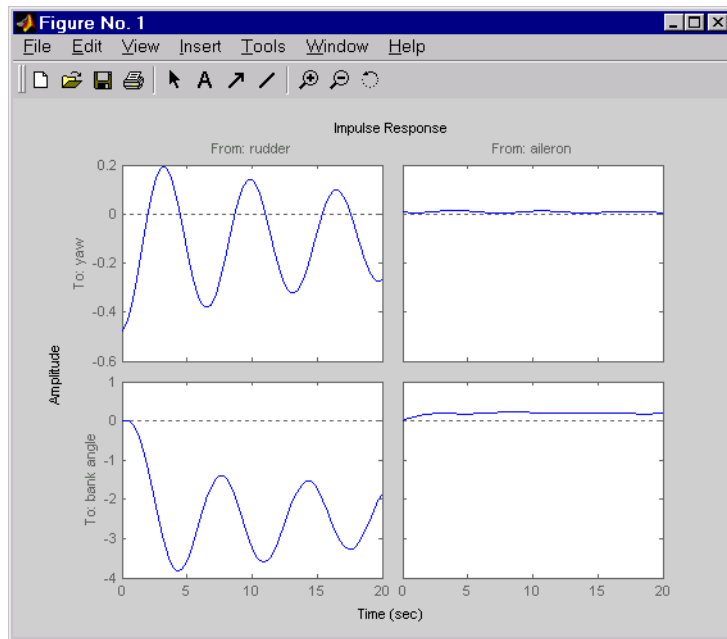 Figure No. 1
File Edit View Insert Tools Window Help
A
Impulse Response
From: rudder From: aileron
0.2
0
-0.2
-0.4
-0.6
To: yaw
Amplitude
1
0
-1
-2
-3
-4
To: bank angle
0 5 10 15 20 0 5 10 15 20
Time (sec)